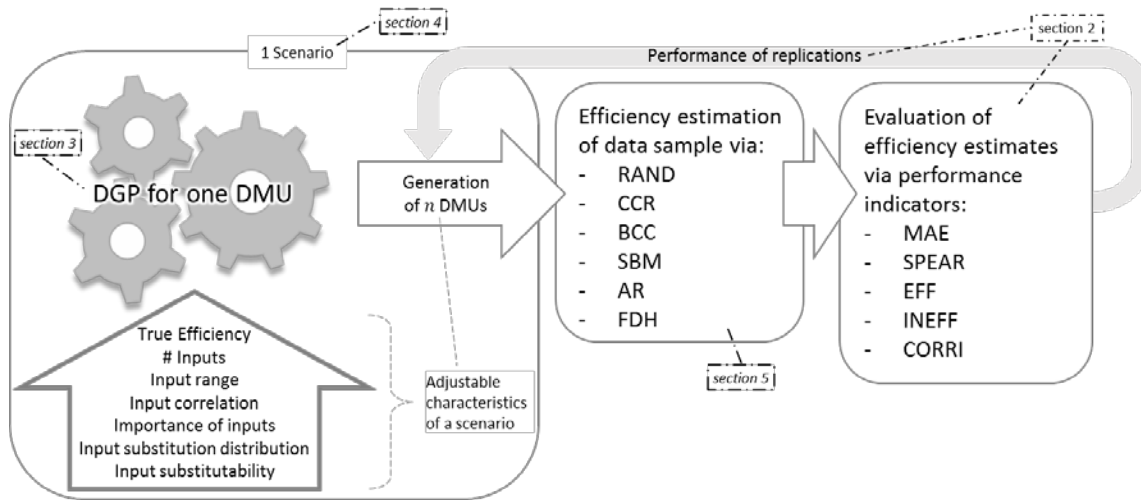 section 4
1 Scenario
section 2
Performance of replications
section 3
DGP for one DMU
Generation
of n DMUs
Efficiency estimation
of data sample via:
- RAND
- CCR
- BCC
- SBM
- AR
- FDH
section 5
Evaluation of
efficiency estimates
via performance
indicators:
- MAE
- SPEAR
- EFF
- INEFF
- CORRI
True Efficiency
# Inputs
Input range
Input correlation
Importance of inputs
Input substitution distribution
Input substitutability
Adjustable
characteristics
of a scenario